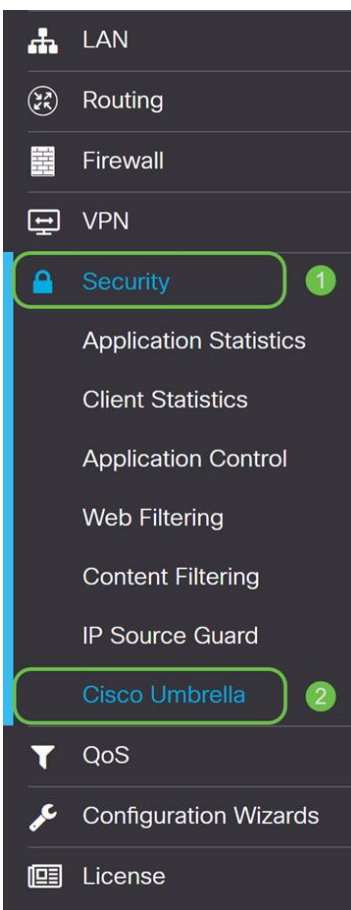 LAN
Routing
Firewall
VPN
Security 1
Application Statistics
Client Statistics
Application Control
Web Filtering
Content Filtering
IP Source Guard
Cisco Umbrella 2
QoS
Configuration Wizards
License